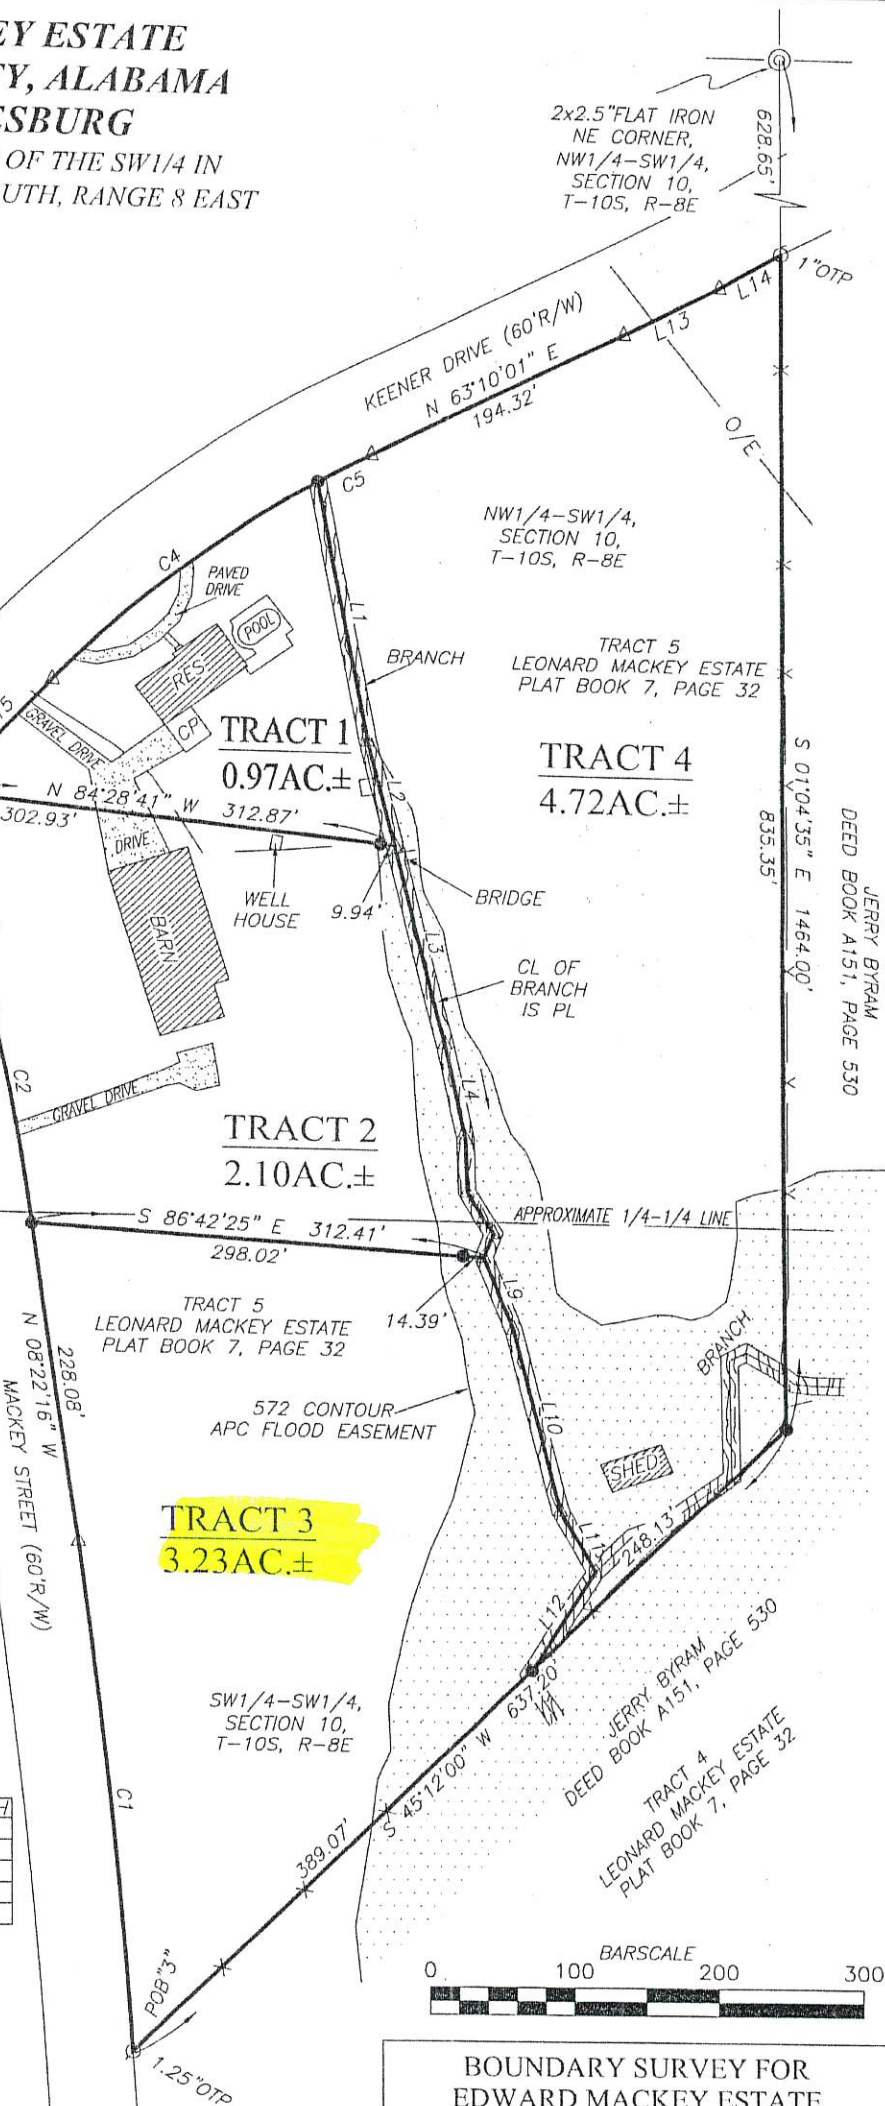 EY ESTATE
TY, ALABAMA
ESBURG
OF THE SW1/4 IN
UTH, RANGE 8 EAST
2x2.5"FLAT IRON
NE CORNER,
NW1/4-SW1/4,
SECTION 10,
T-10S, R-8E
628.65'
1"OTP
L14
L13
KEENER DRIVE (60'R/W)
N 63°10'01" E
194.32'
O/E
C5
C4
NW1/4-SW1/4,
SECTION 10,
T-10S, R-8E
PAVED
DRIVE
POOL
RES
L1
BRANCH
TRACT 5
LEONARD MACKEY ESTATE
PLAT BOOK 7, PAGE 32
GRAVEL DRIVE
CP
TRACT 1
0.97AC.±
TRACT 4
4.72AC.±
L2
N 84°28'41" W
302.93'
312.87'
S 01°04'35" E 1464.00'
835.35'
JERRY BYRAM
DEED BOOK A151, PAGE 530
DRIVE
BARN
WELL
HOUSE
9.94'
BRIDGE
L3
CL OF
BRANCH
IS PL
C2
GRAVEL DRIVE
L4
TRACT 2
2.10AC.±
S 86°42'25" E 312.41'
298.02'
APPROXIMATE 1/4-1/4 LINE
TRACT 5
LEONARD MACKEY ESTATE
PLAT BOOK 7, PAGE 32
14.39'
L9
BRANCH
N 08°22'16" W
228.08'
MACKEY STREET (60'R/W)
572 CONTOUR
APC FLOOD EASEMENT
L10
SHED
TRACT 3
3.23AC.±
L11
248.13'
L12
SW1/4-SW1/4,
SECTION 10,
T-10S, R-8E
637.20'
JERRY BYRAM
DEED BOOK A151, PAGE 530
TRACT 4
LEONARD MACKEY ESTATE
PLAT BOOK 7, PAGE 32
S 45°12'00" W
389.07'
C1
POB"3"
1.25"OTP
BARSCALE
0 100 200 300
BOUNDARY SURVEY FOR
EDWARD MACKEY ESTATE